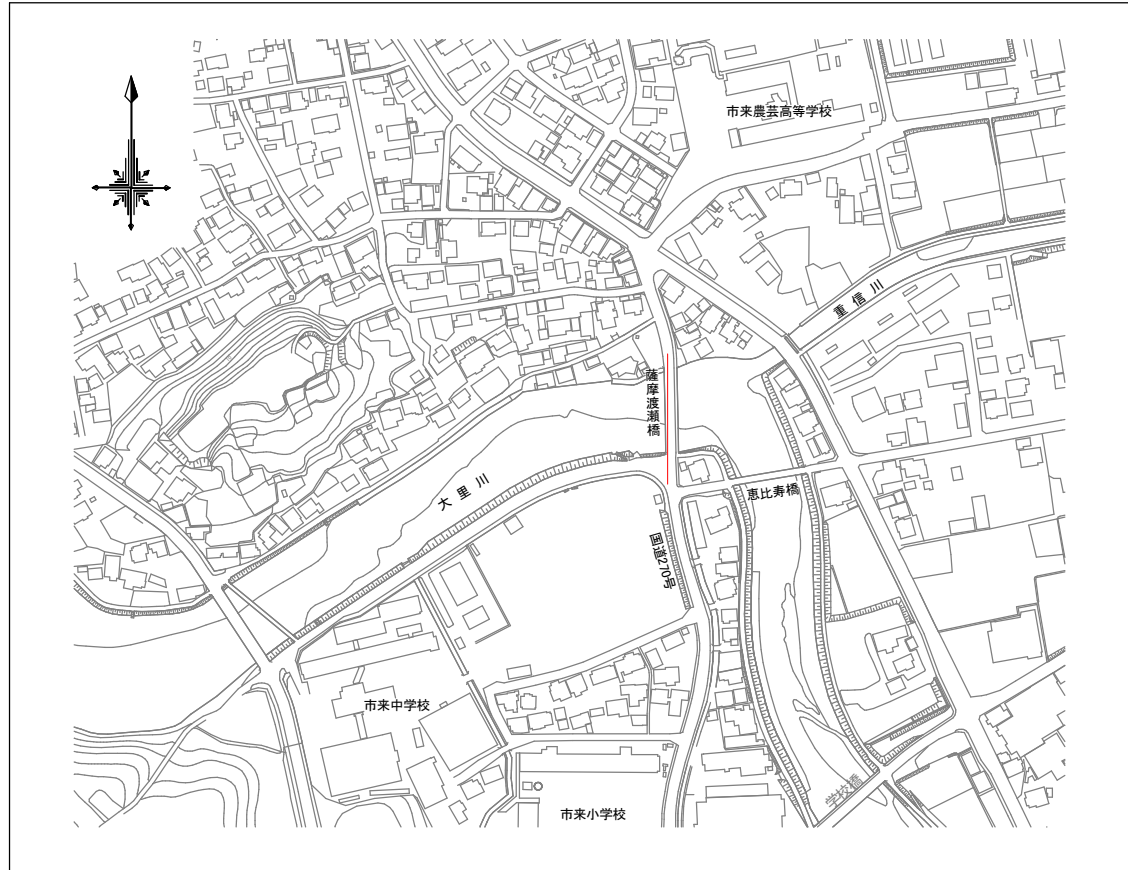 市来農芸高等学校
重信川
薩摩渡瀬橋
大里川
恵比寿橋
国道270号
市来中学校
学校橋
市来小学校